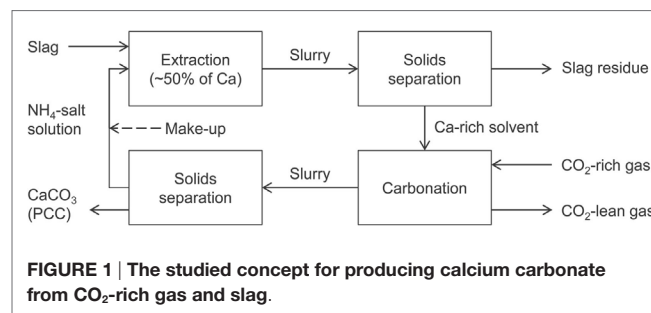 Slag
Extraction
(~50% of Ca)
Slurry
Solids
separation
Slag residue
NH₄-salt
solution
Make-up
Ca-rich solvent
CaCO₃
(PCC)
Solids
separation
Slurry
Carbonation
CO₂-rich gas
CO₂-lean gas
FIGURE 1 | The studied concept for producing calcium carbonate
from CO₂-rich gas and slag.